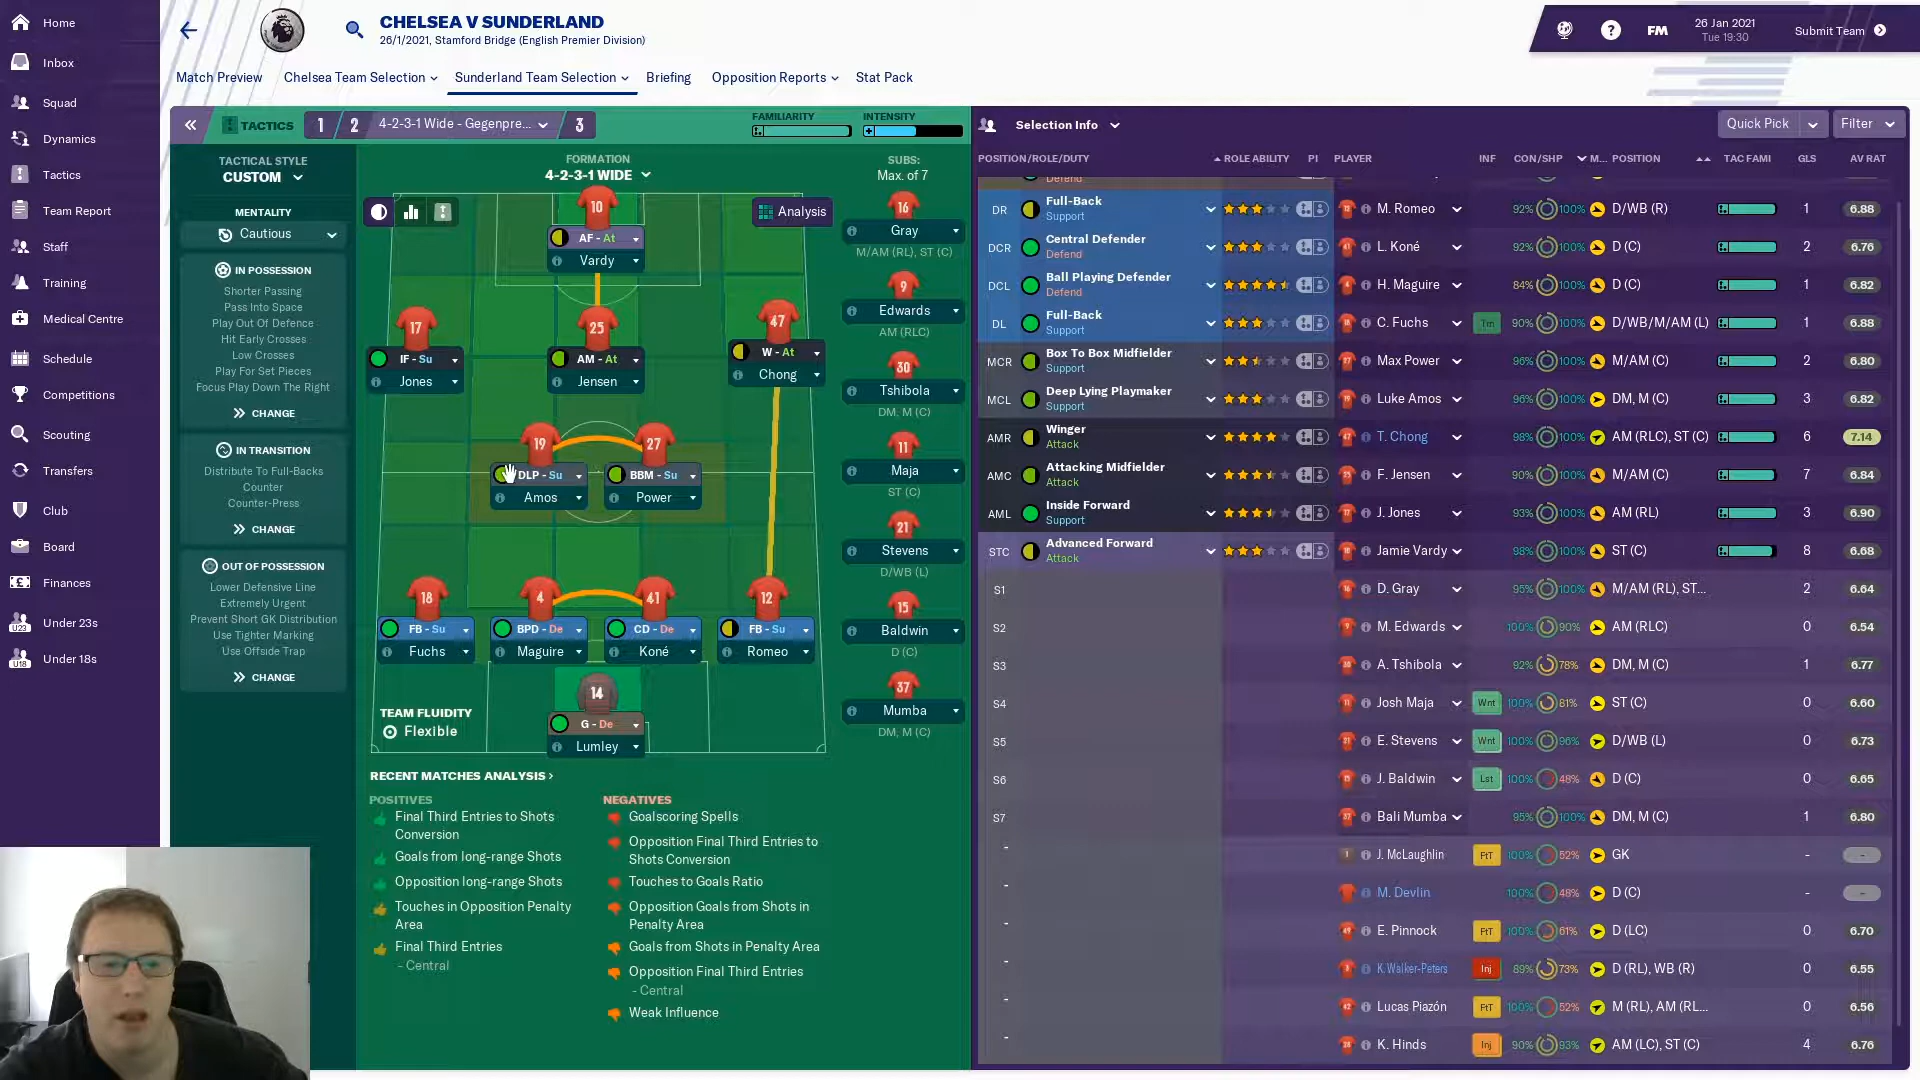 Home
Inbox
Squad
Dynamics
Tactics
Team Report
Staff
Training
Medical Centre
Schedule
Competitions
Scouting
Transfers
Club
Board
Finances
Under 23s
Under 18s
CHELSEA V SUNDERLAND
26/1/2021, Stamford Bridge (English Premier Division)
FM
26 Jan 2021
Tue 19:30
Submit Team
Match Preview
Chelsea Team Selection
Sunderland Team Selection
Briefing
Opposition Reports
Stat Pack
TACTICS
1
2
4-2-3-1 Wide - Gegenpre...
3
FAMILIARITY
INTENSITY
TACTICAL STYLE
CUSTOM
MENTALITY
Cautious
IN POSSESSION
Shorter Passing
Pass Into Space
Play Out Of Defence
Hit Early Crosses
Low Crosses
Play For Set Pieces
Focus Play Down The Right
CHANGE
IN TRANSITION
Distribute To Full-Backs
Counter
Counter-Press
CHANGE
OUT OF POSSESSION
Lower Defensive Line
Extremely Urgent
Prevent Short GK Distribution
Use Tighter Marking
Use Offside Trap
CHANGE
FORMATION
4-2-3-1 WIDE
Analysis
10
AF - At
Vardy
17
IF - Su
Jones
25
AM - At
Jensen
47
W - At
Chong
19
DLP - Su
Amos
27
BBM - Su
Power
18
FB - Su
Fuchs
4
BPD - De
Maguire
41
CD - De
Koné
12
FB - Su
Romeo
14
G - De
Lumley
TEAM FLUIDITY
Flexible
SUBS:
Max. of 7
16
Gray
M/AM (RL), ST (C)
9
Edwards
AM (RLC)
30
Tshibola
DM, M (C)
11
Maja
ST (C)
21
Stevens
D/WB (L)
15
Baldwin
D (C)
37
Mumba
DM, M (C)
RECENT MATCHES ANALYSIS >
POSITIVES
Final Third Entries to Shots
Conversion
Goals from long-range Shots
Opposition long-range Shots
Touches in Opposition Penalty
Area
Final Third Entries
- Central
NEGATIVES
Goalscoring Spells
Opposition Final Third Entries to
Shots Conversion
Touches to Goals Ratio
Opposition Goals from Shots in
Penalty Area
Goals from Shots in Penalty Area
Opposition Final Third Entries
- Central
Weak Influence
Selection Info
Quick Pick
Filter
POSITION/ROLE/DUTY ROLE ABILITY PI PLAYER INF CON/SHP M... POSITION TAC FAMI GLS AV RAT
Defend
DR Full-Back Support M. Romeo 92% 100% D/WB (R) 1 6.88
DCR Central Defender Defend L. Koné 92% 100% D (C) 2 6.76
DCL Ball Playing Defender Defend H. Maguire 84% 100% D (C) 1 6.82
DL Full-Back Support C. Fuchs Trn 90% 100% D/WB/M/AM (L) 1 6.88
MCR Box To Box Midfielder Support Max Power 96% 100% M/AM (C) 2 6.80
MCL Deep Lying Playmaker Support Luke Amos 96% 100% DM, M (C) 3 6.82
AMR Winger Attack T. Chong 98% 100% AM (RLC), ST (C) 6 7.14
AMC Attacking Midfielder Attack F. Jensen 90% 100% M/AM (C) 7 6.84
AML Inside Forward Support J. Jones 93% 100% AM (RL) 3 6.90
STC Advanced Forward Attack Jamie Vardy 98% 100% ST (C) 8 6.68
S1 D. Gray 95% 100% M/AM (RL), ST... 2 6.64
S2 M. Edwards 100% 90% AM (RLC) 0 6.54
S3 A. Tshibola 92% 78% DM, M (C) 1 6.77
S4 Josh Maja Wnt 100% 81% ST (C) 0 6.60
S5 E. Stevens Wnt 100% 96% D/WB (L) 0 6.73
S6 J. Baldwin Lst 100% 48% D (C) 0 6.65
S7 Bali Mumba 95% 100% DM, M (C) 1 6.80
- J. McLaughlin FtT 100% 52% GK - -
- M. Devlin 100% 48% D (C) - -
- E. Pinnock FtT 100% 61% D (LC) 0 6.70
- K. Walker-Peters Inj 89% 73% D (RL), WB (R) 0 6.55
- Lucas Piazón FtT 100% 52% M (RL), AM (RL... 0 6.56
- K. Hinds Inj 90% 93% AM (LC), ST (C) 4 6.76